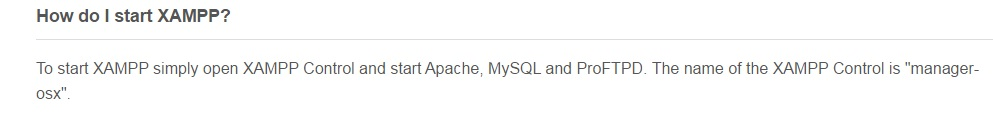 How do I start XAMPP?
To start XAMPP simply open XAMPP Control and start Apache, MySQL and ProFTPD. The name of the XAMPP Control is "manager-
osx".